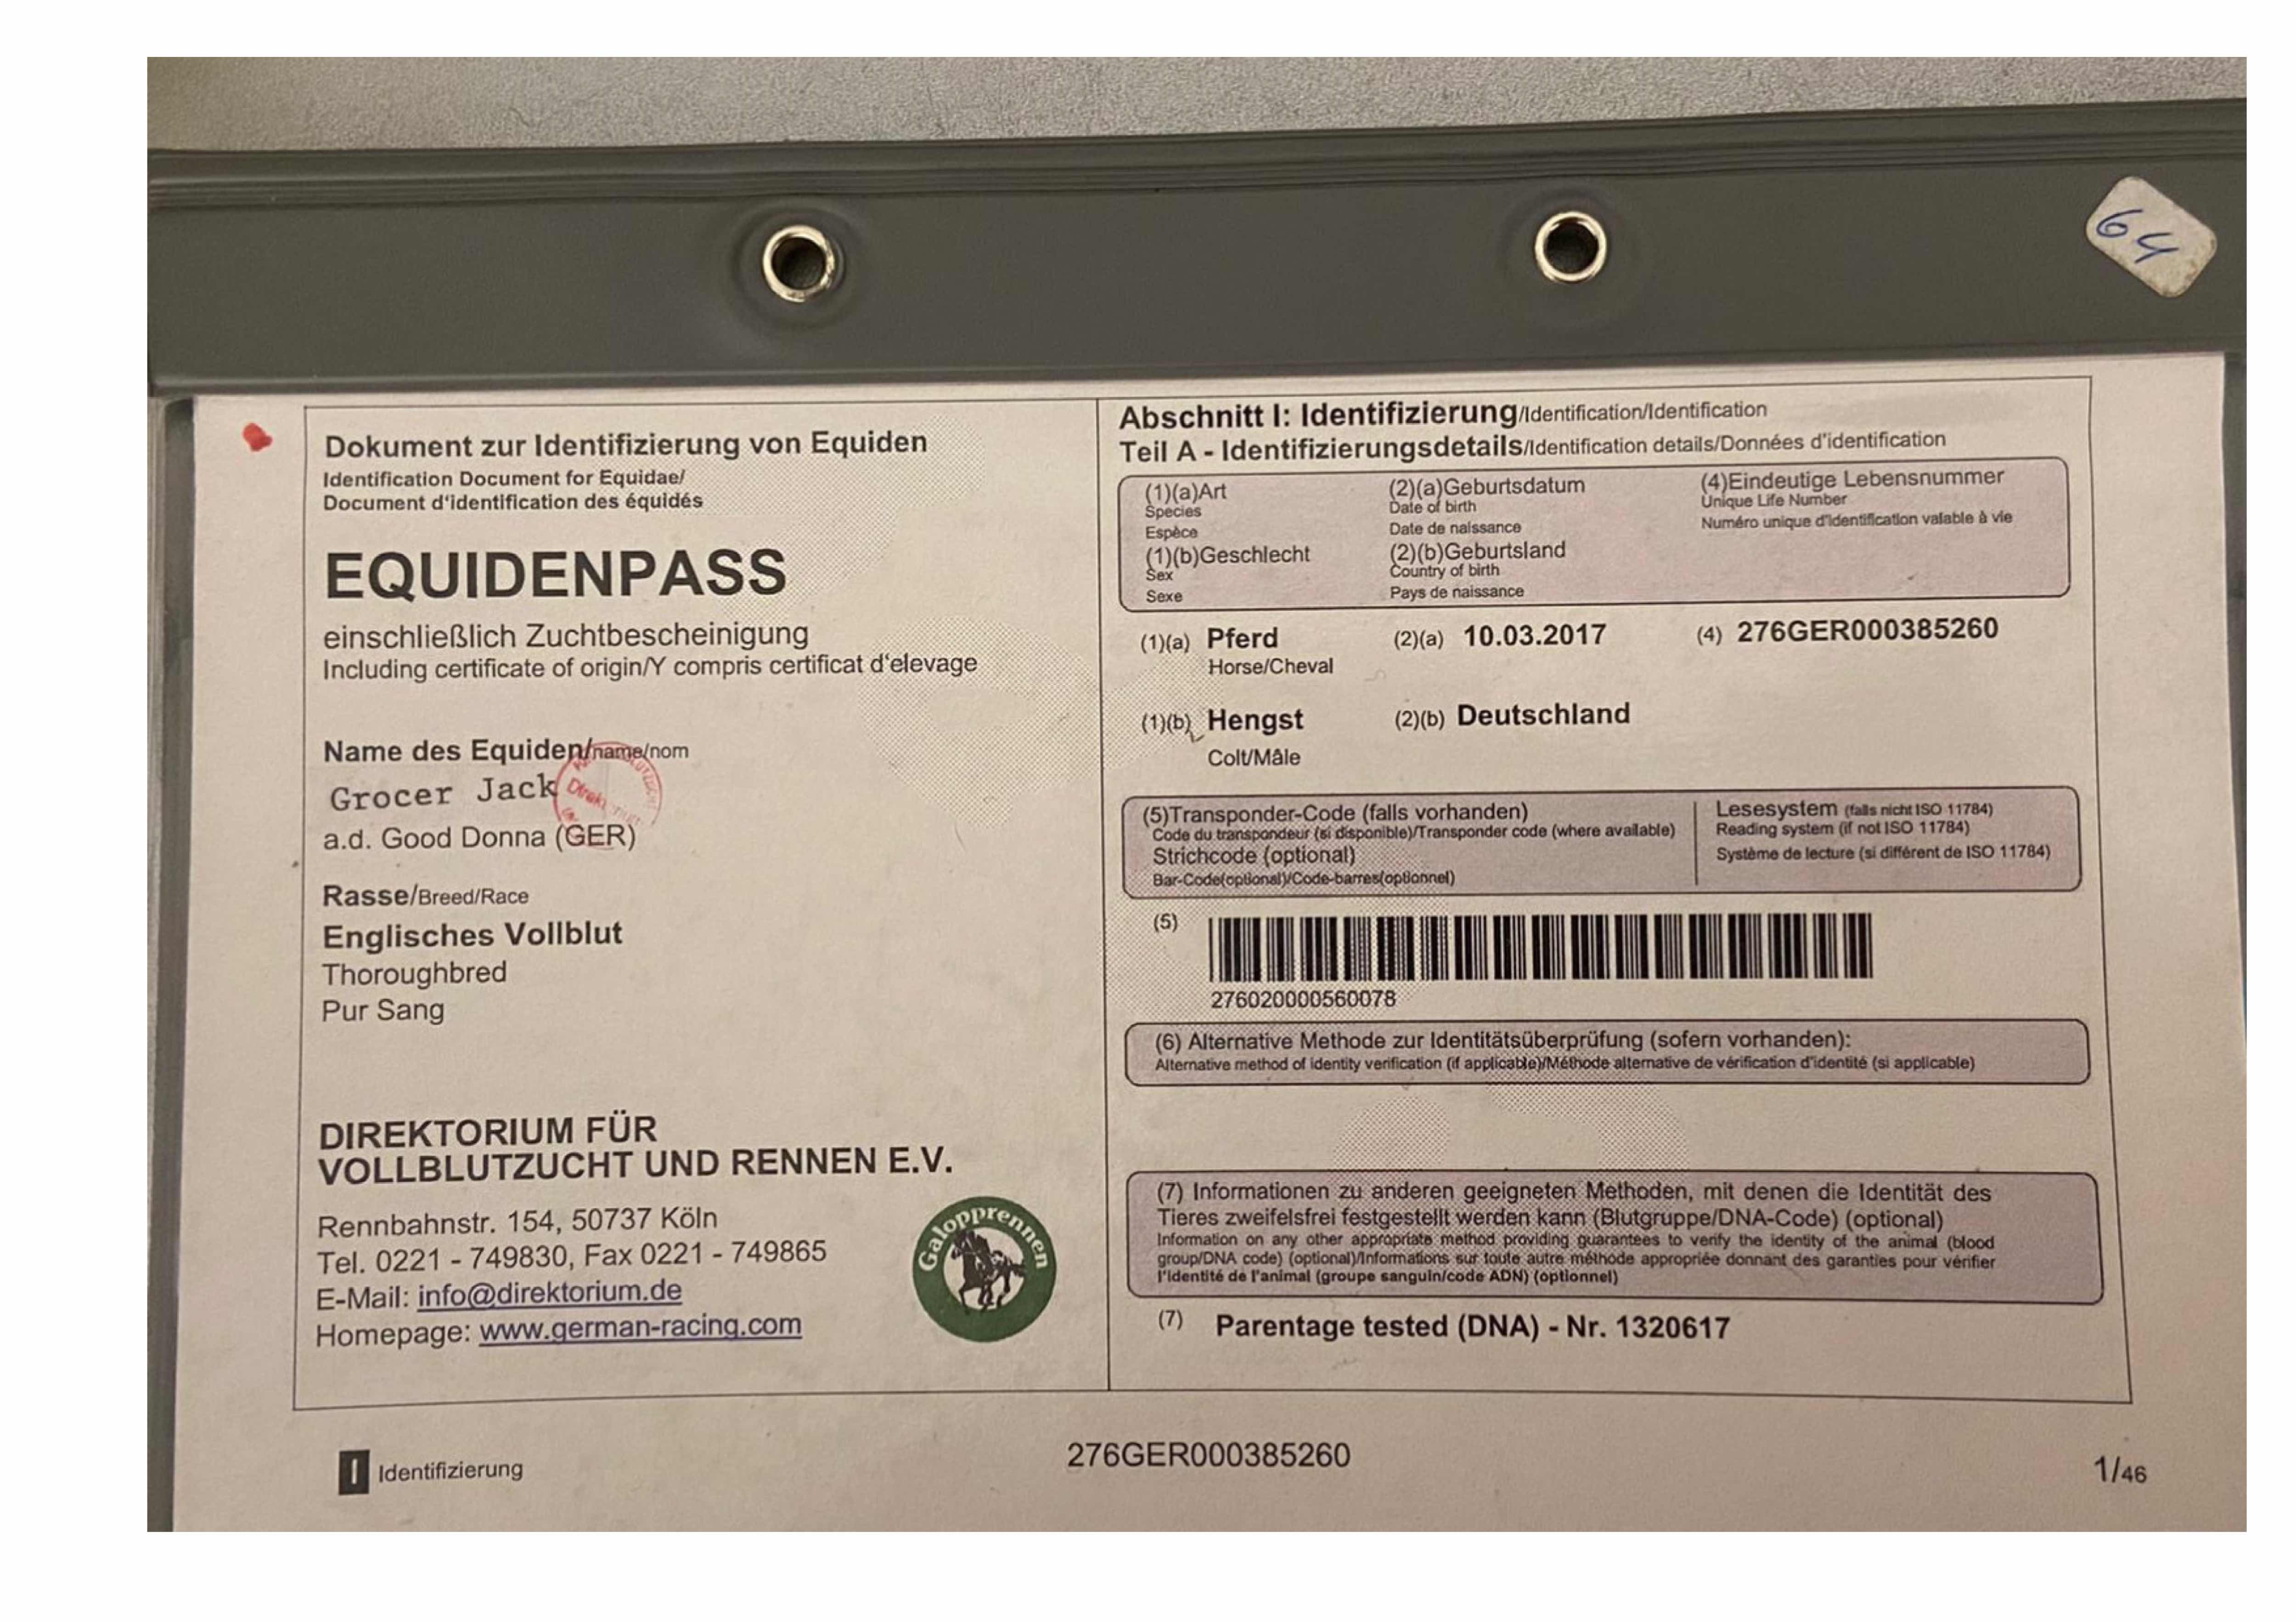 64
Dokument zur Identifizierung von Equiden
Identification Document for Equidae/
Document d'identification des équidés
EQUIDENPASS
einschließlich Zuchtbescheinigung
Including certificate of origin/Y compris certificat d'elevage
Name des Equiden/name/nom
Grocer Jack
a.d. Good Donna (GER)
Rasse/Breed/Race
Englisches Vollblut
Thoroughbred
Pur Sang
DIREKTORIUM FÜR
VOLLBLUTZUCHT UND RENNEN E.V.
Rennbahnstr. 154, 50737 Köln
Tel. 0221 - 749830, Fax 0221 - 749865
E-Mail: info@direktorium.de
Homepage: www.german-racing.com
Galopprennen
Abschnitt I: Identifizierung/Identification/Identification
Teil A - Identifizierungsdetails/Identification details/Données d'identification
(1)(a)Art
Species
Espèce
(1)(b)Geschlecht
Sex
Sexe
(2)(a)Geburtsdatum
Date of birth
Date de naissance
(2)(b)Geburtsland
Country of birth
Pays de naissance
(4)Eindeutige Lebensnummer
Unique Life Number
Numéro unique d'identification valable à vie
(1)(a) Pferd (2)(a) 10.03.2017 (4) 276GER000385260
Horse/Cheval
(1)(b) Hengst (2)(b) Deutschland
Colt/Mâle
(5)Transponder-Code (falls vorhanden)
Code du transpondeur (si disponible)/Transponder code (where available)
Strichcode (optional)
Bar-Code(optional)/Code-barres(optionnel)
Lesesystem (falls nicht ISO 11784)
Reading system (if not ISO 11784)
Système de lecture (si différent de ISO 11784)
(5)
276020000560078
(6) Alternative Methode zur Identitätsüberprüfung (sofern vorhanden):
Alternative method of identity verification (if applicable)/Méthode alternative de vérification d'identité (si applicable)
(7) Informationen zu anderen geeigneten Methoden, mit denen die Identität des
Tieres zweifelsfrei festgestellt werden kann (Blutgruppe/DNA-Code) (optional)
Information on any other appropriate method providing guarantees to verify the identity of the animal (blood
group/DNA code) (optional)/Informations sur toute autre méthode appropriée donnant des garanties pour vérifier
l'identité de l'animal (groupe sanguin/code ADN) (optionnel)
(7) Parentage tested (DNA) - Nr. 1320617
I Identifizierung
276GER000385260
1/46